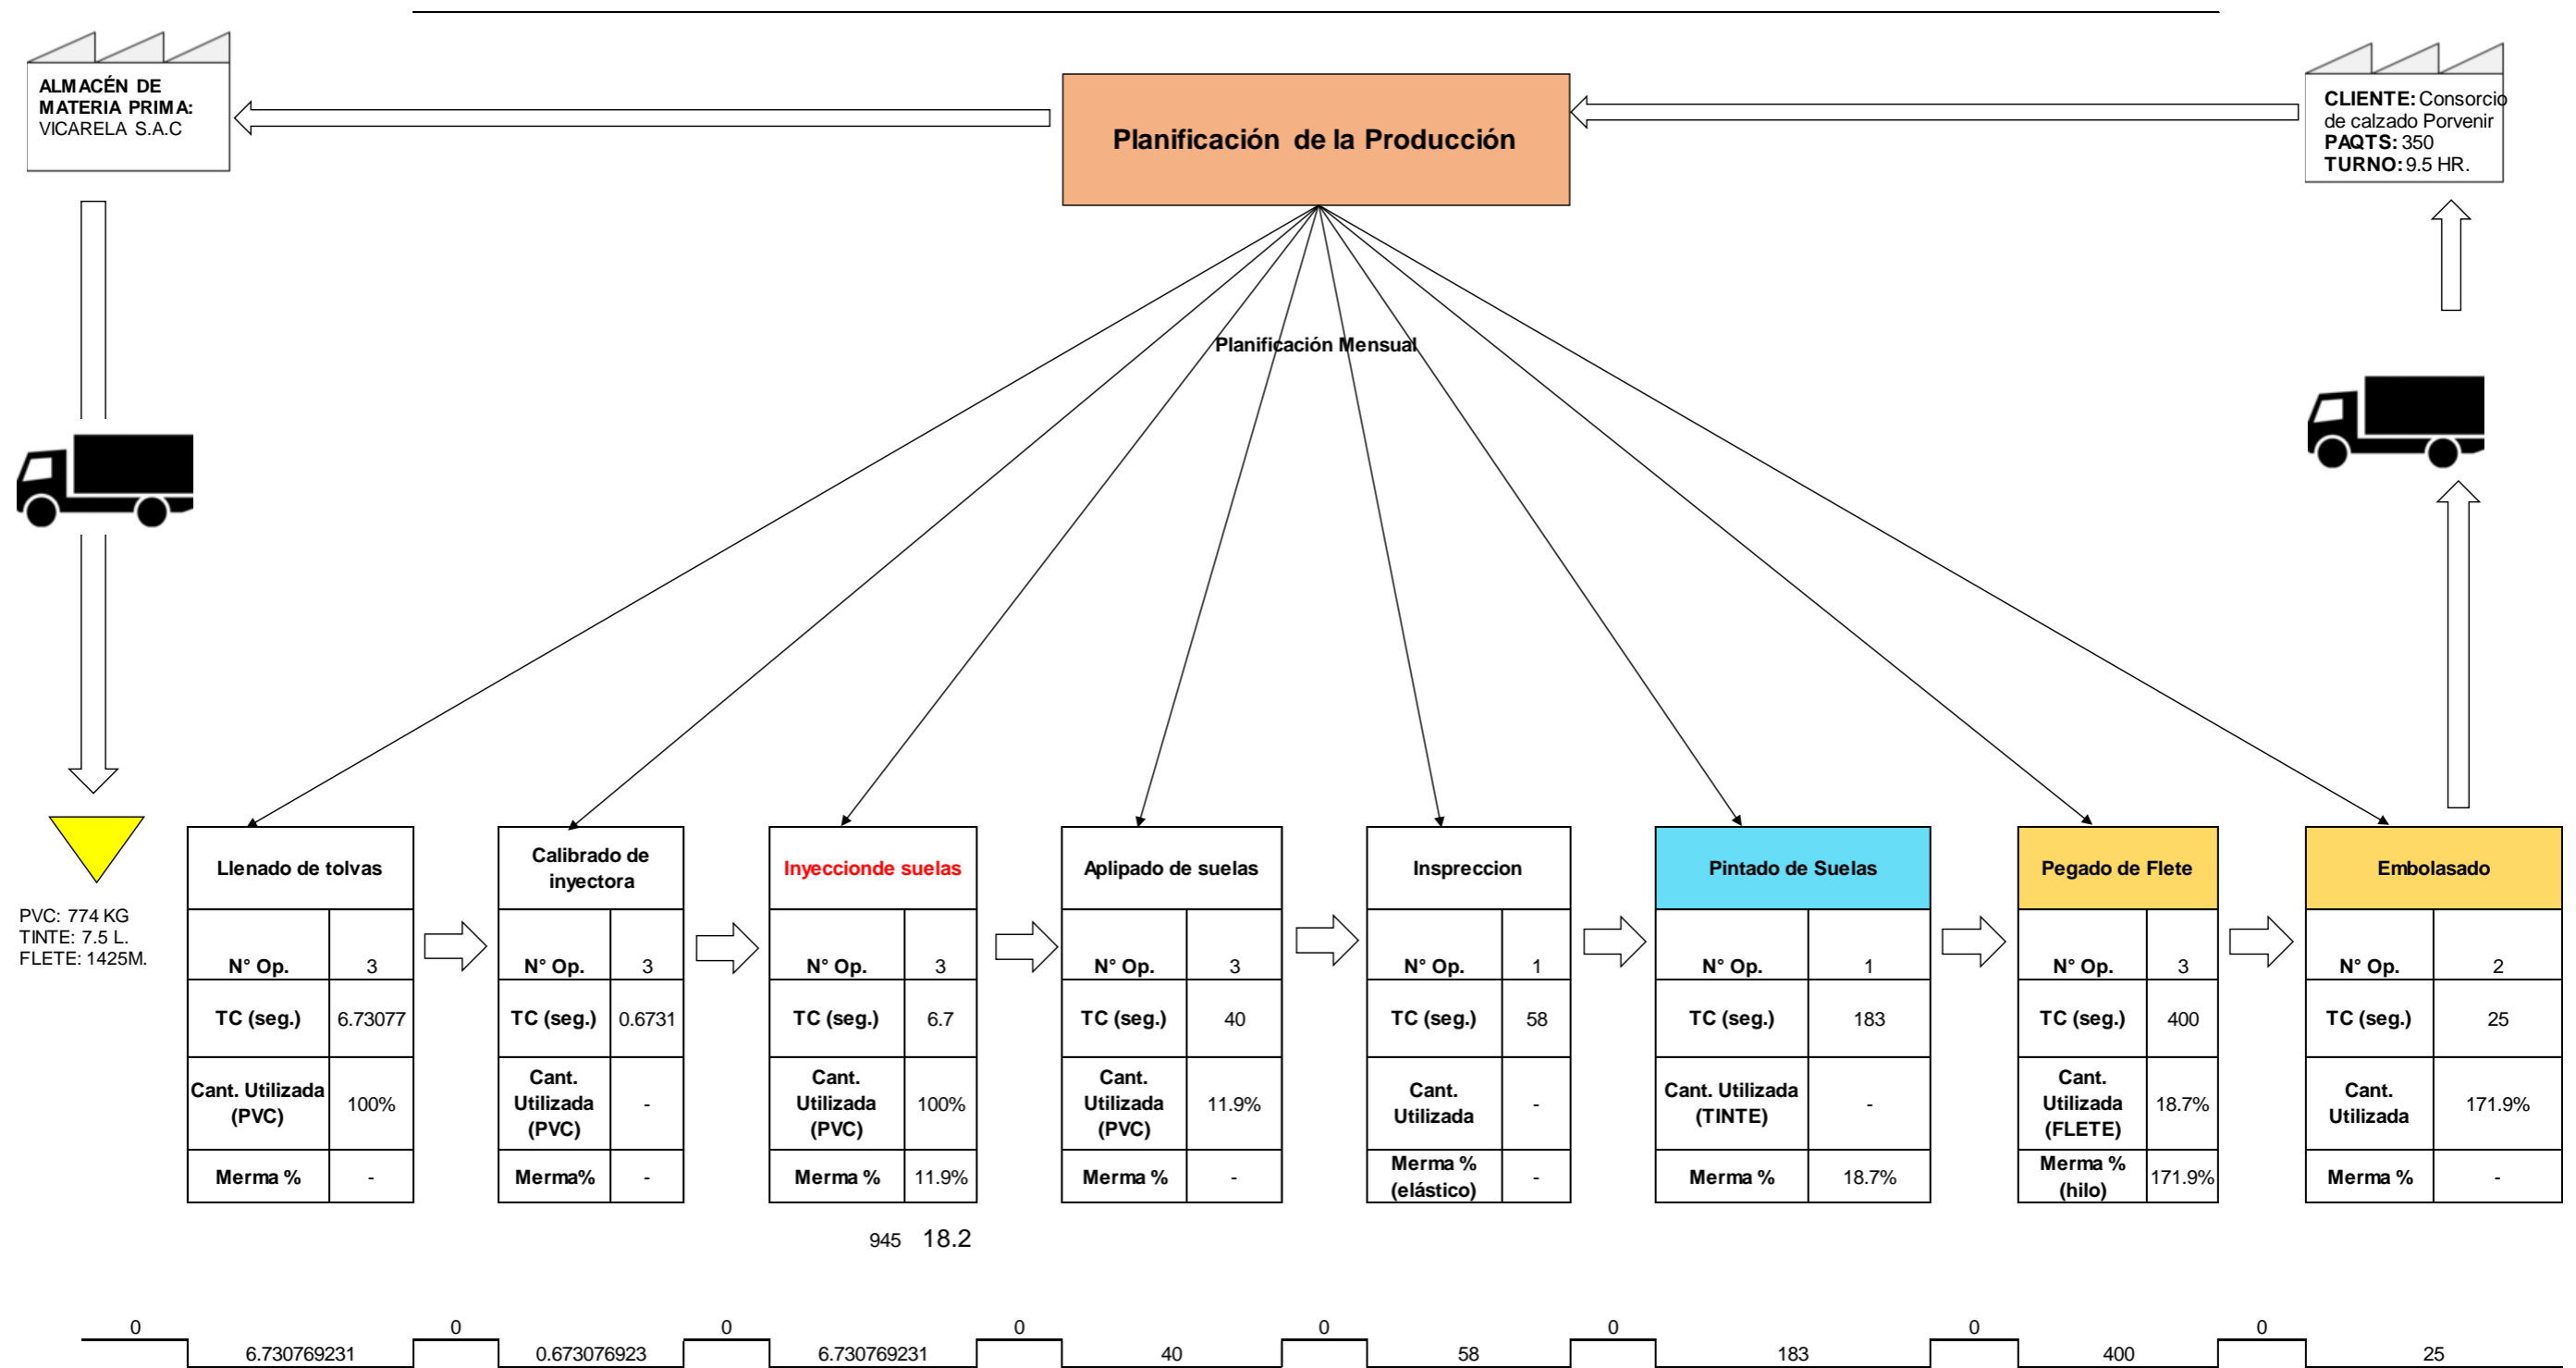 ALMACÉN DE
MATERIA PRIMA:
VICARELA S.A.C
Planificación de la Producción
CLIENTE: Consorcio
de calzado Porvenir
PAQTS: 350
TURNO: 9.5 HR.
Planificación Mensual
PVC: 774 KG
TINTE: 7.5 L.
FLETE: 1425M.
Llenado de tolvas
N° Op. 3
TC (seg.) 6.73077
Cant. Utilizada
(PVC) 100%
Merma % -
Calibrado de
inyectora
N° Op. 3
TC (seg.) 0.6731
Cant.
Utilizada
(PVC) -
Merma% -
Inyeccionde suelas
N° Op. 3
TC (seg.) 6.7
Cant.
Utilizada
(PVC) 100%
Merma % 11.9%
Aplipado de suelas
N° Op. 3
TC (seg.) 40
Cant.
Utilizada
(PVC) 11.9%
Merma % -
Inspreccion
N° Op. 1
TC (seg.) 58
Cant.
Utilizada -
Merma %
(elástico) -
Pintado de Suelas
N° Op. 1
TC (seg.) 183
Cant. Utilizada
(TINTE) -
Merma % 18.7%
Pegado de Flete
N° Op. 3
TC (seg.) 400
Cant.
Utilizada
(FLETE) 18.7%
Merma %
(hilo) 171.9%
Embolasado
N° Op. 2
TC (seg.) 25
Cant.
Utilizada 171.9%
Merma % -
945 18.2
0 0 0 0 0 0 0 0
6.730769231 0.673076923 6.730769231 40 58 183 400 25